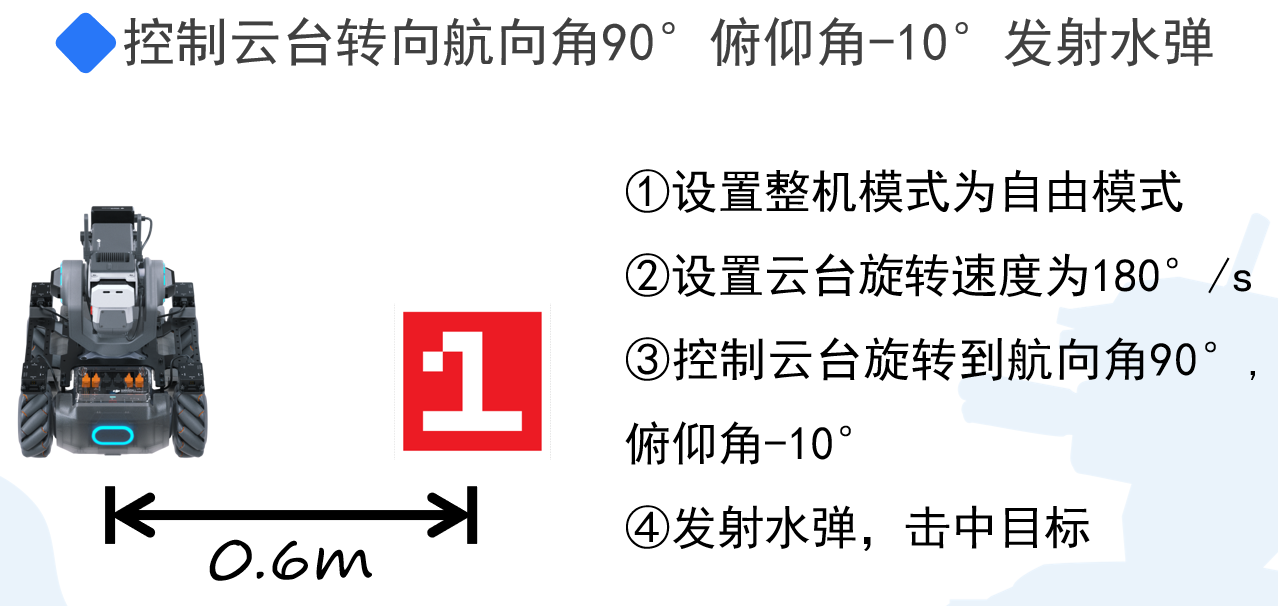 控制云台转向航向角90°俯仰角-10°发射水弹
①设置整机模式为自由模式
②设置云台旋转速度为180°/s
③控制云台旋转到航向角90°,
俯仰角-10°
④发射水弹，击中目标
1
0.6m